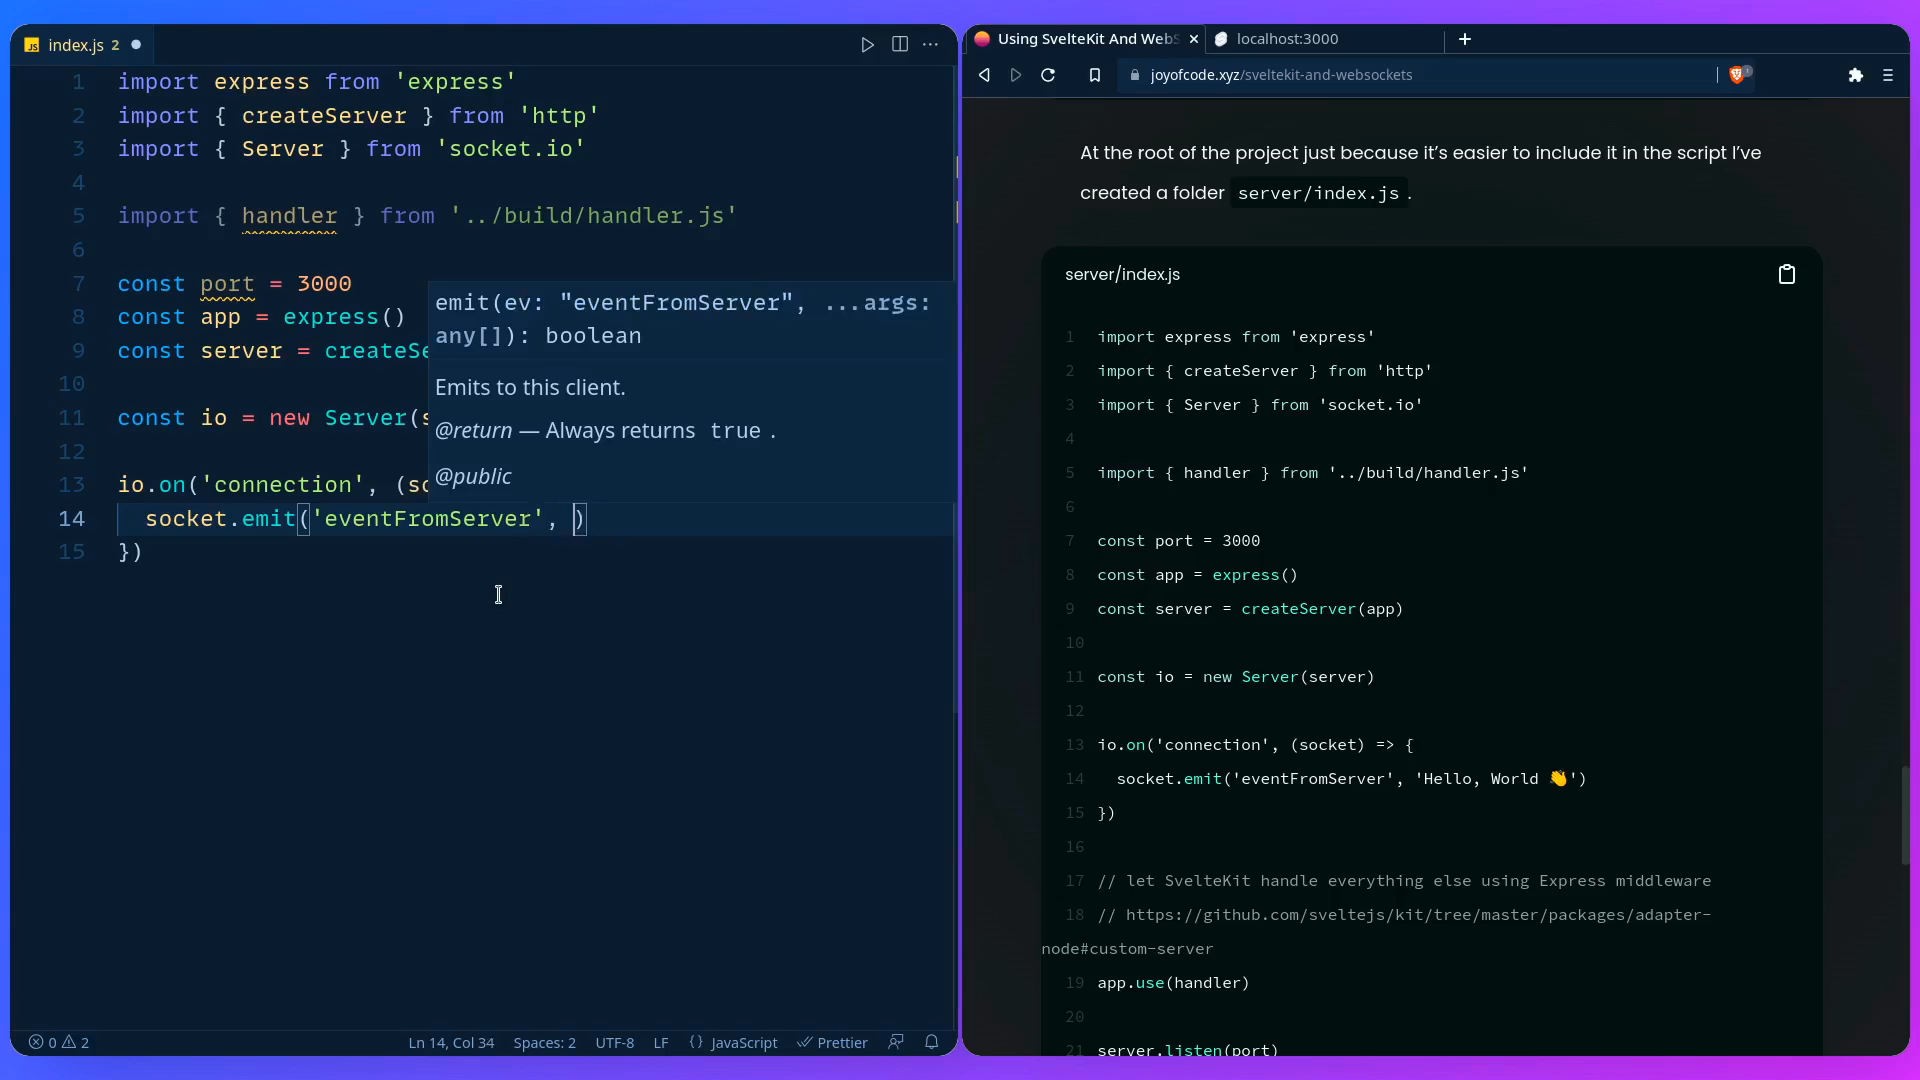 index.js 2
1 import express from 'express'
2 import { createServer } from 'http'
3 import { Server } from 'socket.io'
4
5 import { handler } from '../build/handler.js'
6
7 const port = 3000
8 const app = express()
9 const server = createSe
10
11 const io = new Server(s
12
13 io.on('connection', (so
14 socket.emit('eventFromServer', )
15 })
emit(ev: "eventFromServer", ...args:
any[]): boolean
Emits to this client.
@return — Always returns true .
@public
0 2 Ln 14, Col 34 Spaces: 2 UTF-8 LF {} JavaScript Prettier
Using SvelteKit And WebS localhost:3000
joyofcode.xyz/sveltekit-and-websockets
At the root of the project just because it’s easier to include it in the script I’ve
created a folder server/index.js .
server/index.js
1 import express from 'express'
2 import { createServer } from 'http'
3 import { Server } from 'socket.io'
4
5 import { handler } from '../build/handler.js'
6
7 const port = 3000
8 const app = express()
9 const server = createServer(app)
10
11 const io = new Server(server)
12
13 io.on('connection', (socket) => {
14 socket.emit('eventFromServer', 'Hello, World 👋')
15 })
16
17 // let SvelteKit handle everything else using Express middleware
18 // https://github.com/sveltejs/kit/tree/master/packages/adapter-
node#custom-server
19 app.use(handler)
20
21 server.listen(port)